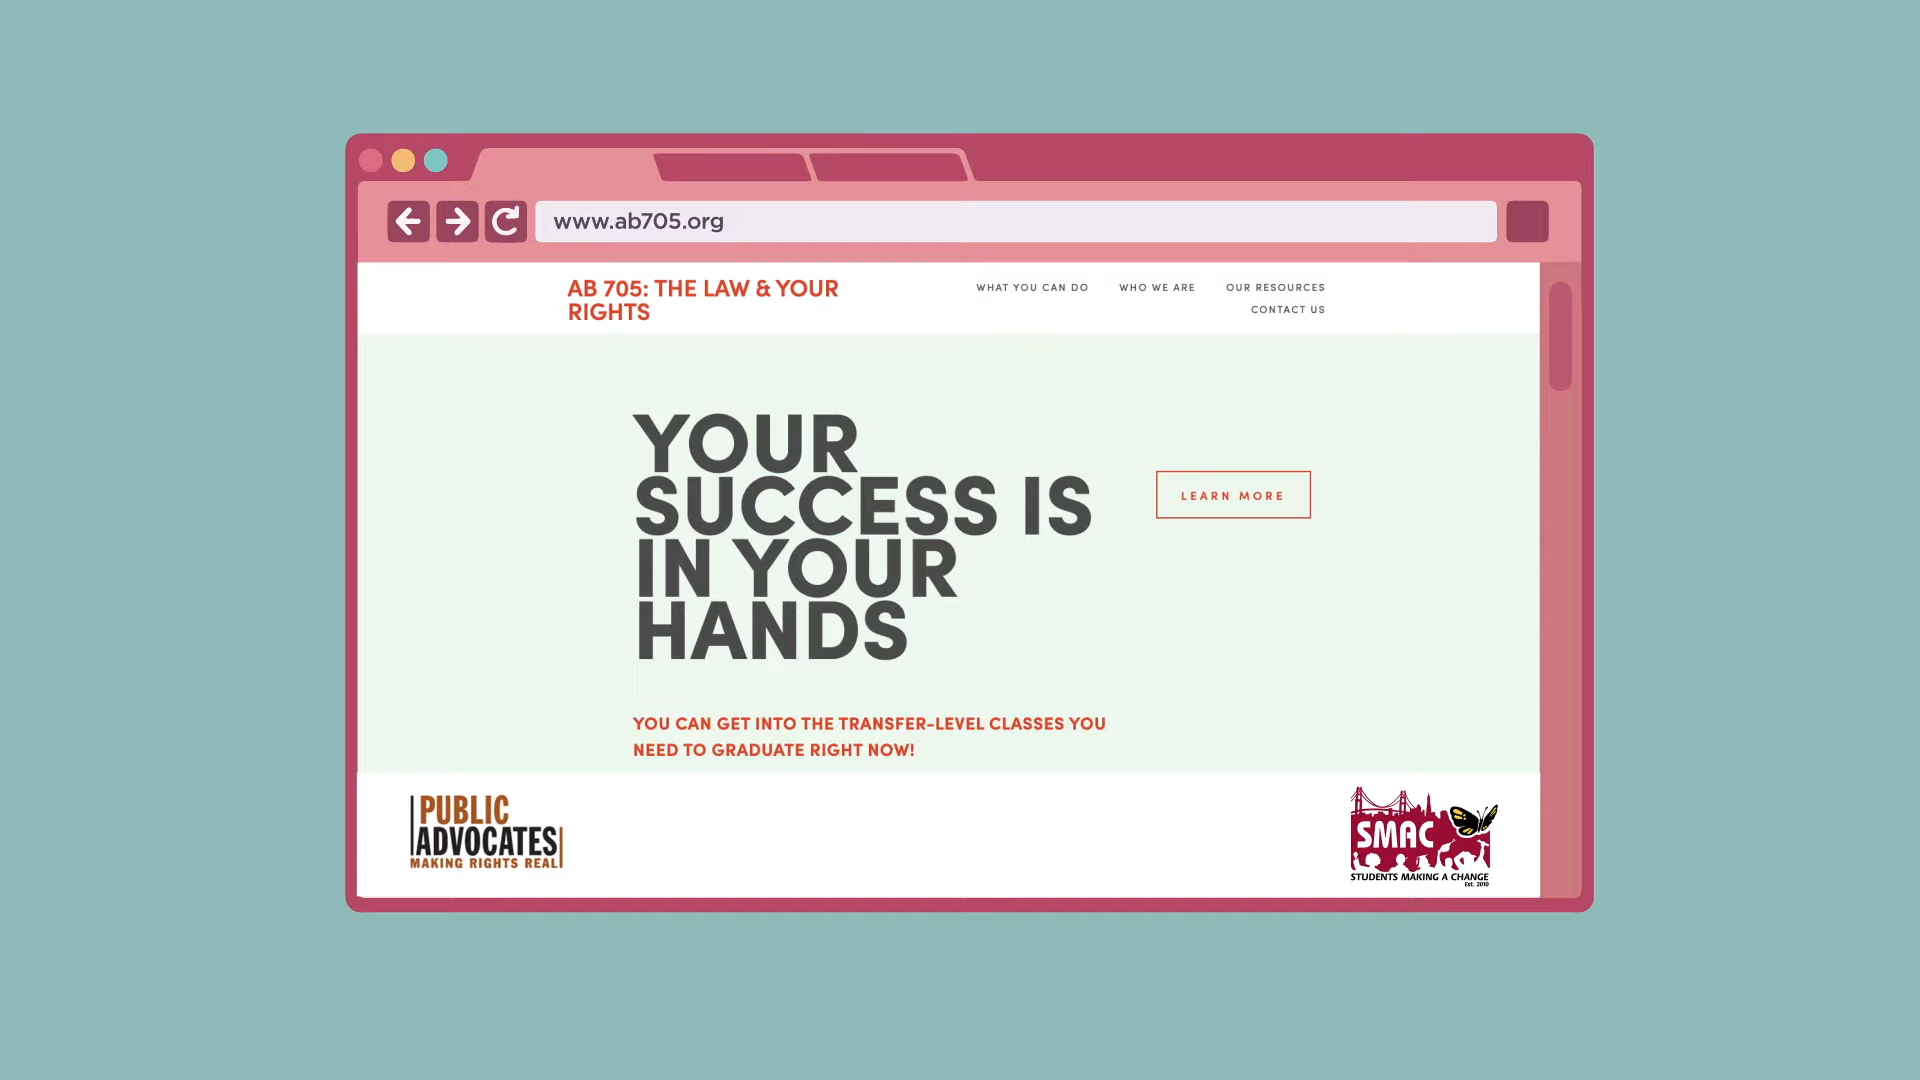 www.ab705.org
AB 705: THE LAW & YOUR
RIGHTS
WHAT YOU CAN DO
WHO WE ARE
OUR RESOURCES
CONTACT US
YOUR
SUCCESS IS
IN YOUR
HANDS
LEARN MORE
YOU CAN GET INTO THE TRANSFER-LEVEL CLASSES YOU
NEED TO GRADUATE RIGHT NOW!
PUBLIC
ADVOCATES
MAKING RIGHTS REAL
SMAC
STUDENTS MAKING A CHANGE
Est. 2010